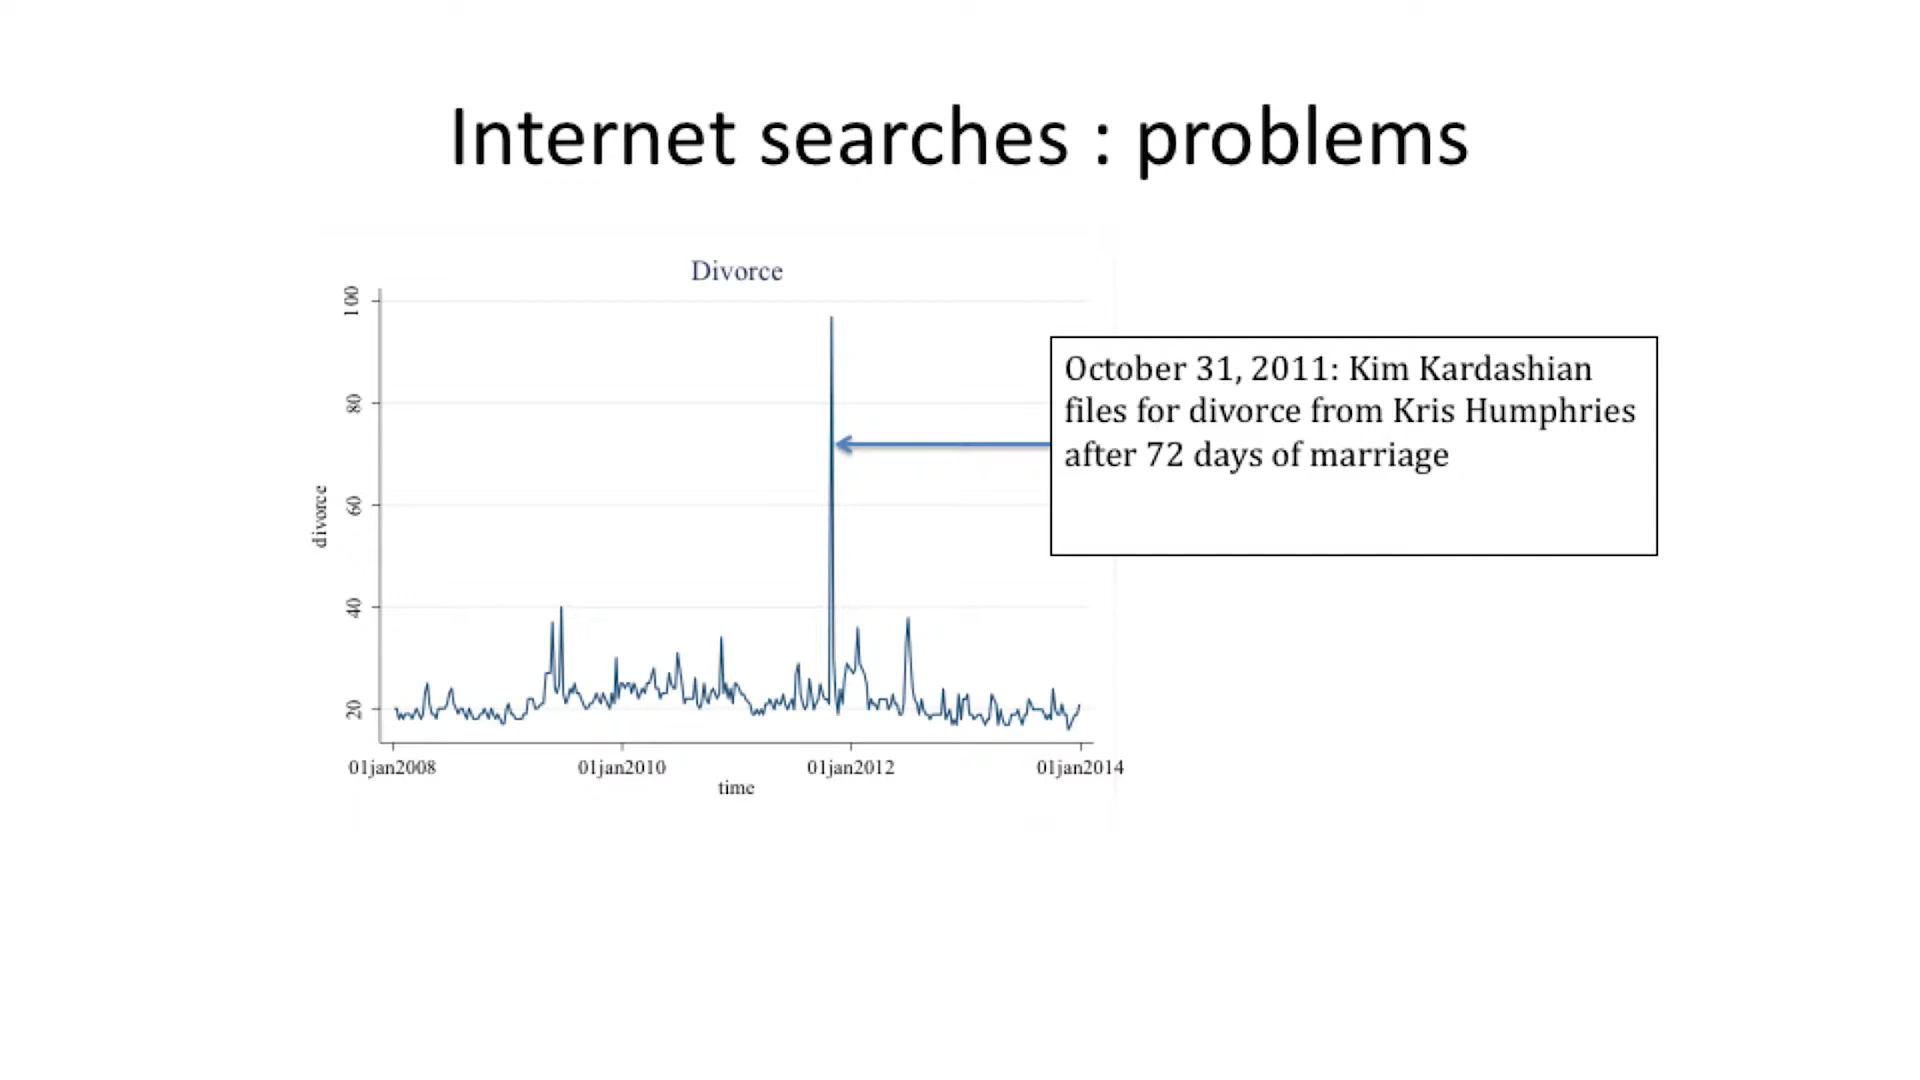 Internet searches : problems
Divorce
100
80
60
40
20
divorce
01jan2008
01jan2010
01jan2012
01jan2014
time
October 31, 2011: Kim Kardashian
files for divorce from Kris Humphries
after 72 days of marriage